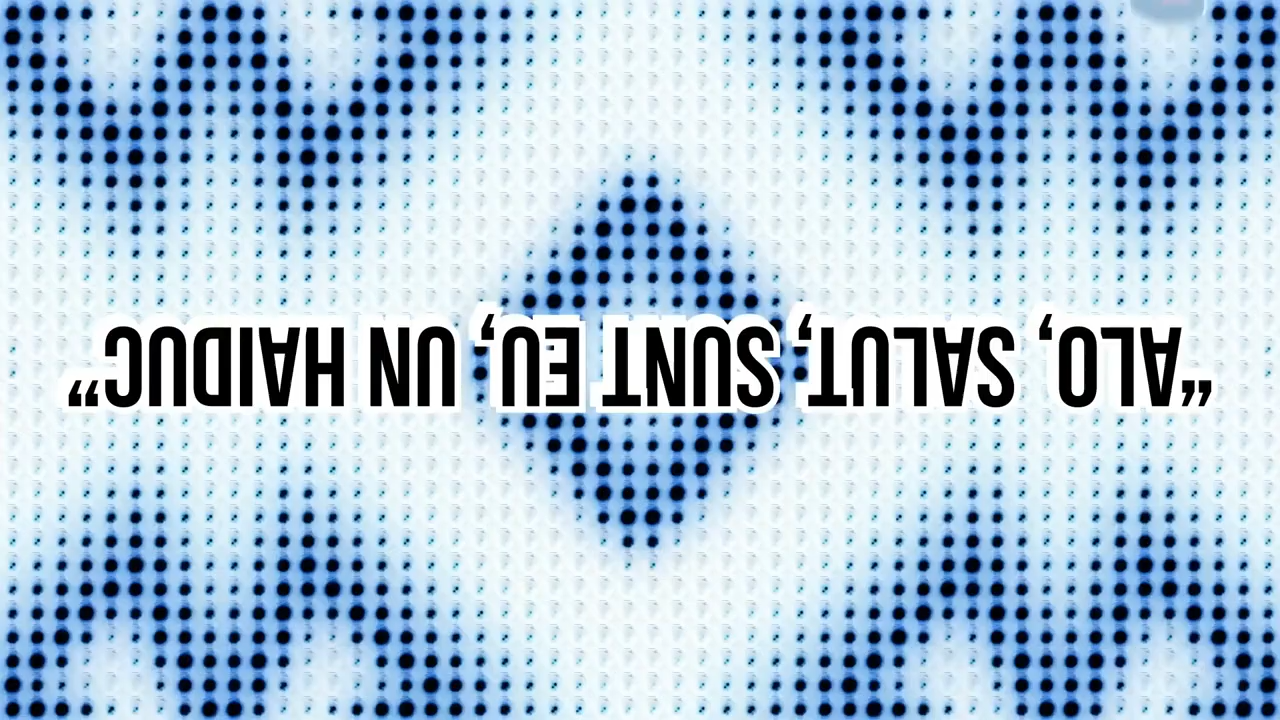 “ALO, SALUT, SUNT EU, UN HAIDUC”